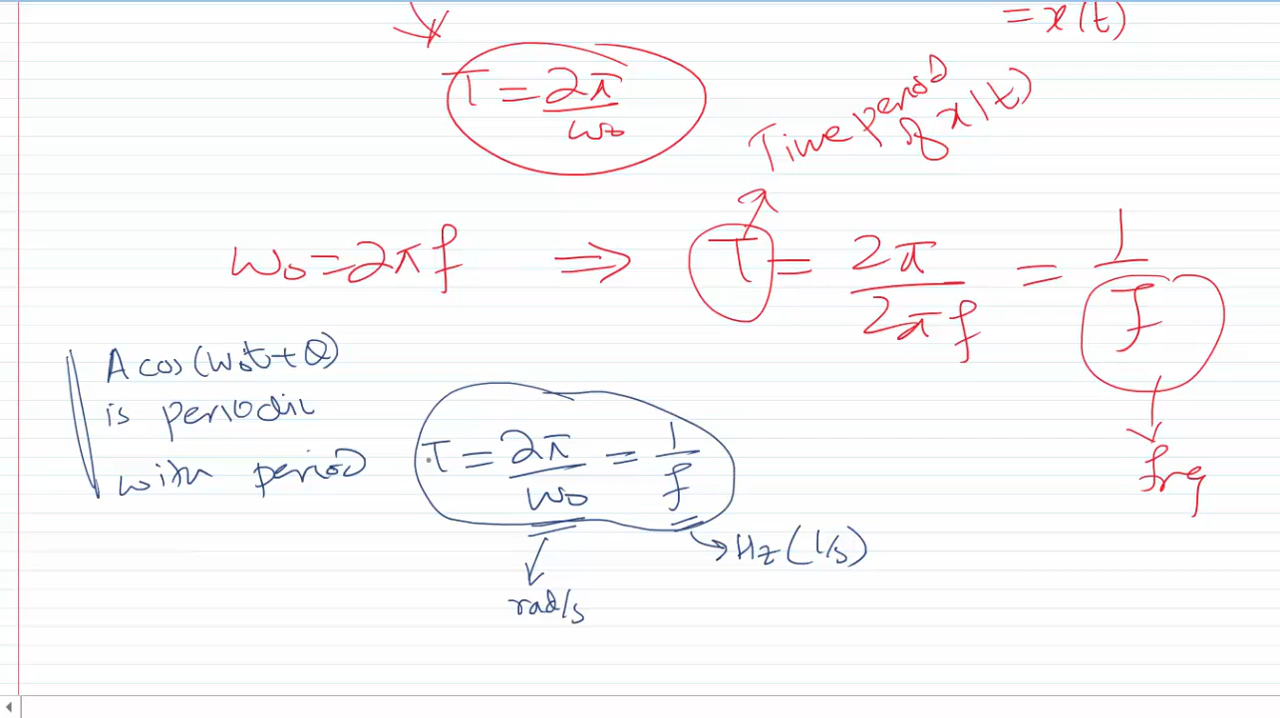 = x(t)
T = 2π/ω₀
Time period
of x(t)
ω₀ = 2πf ⇒ T = 2π/2πf = 1/f
A cos(ω₀t + θ)
is periodic
with period T = 2π/ω₀ = 1/f
freq
Hz (1/s)
rad/s